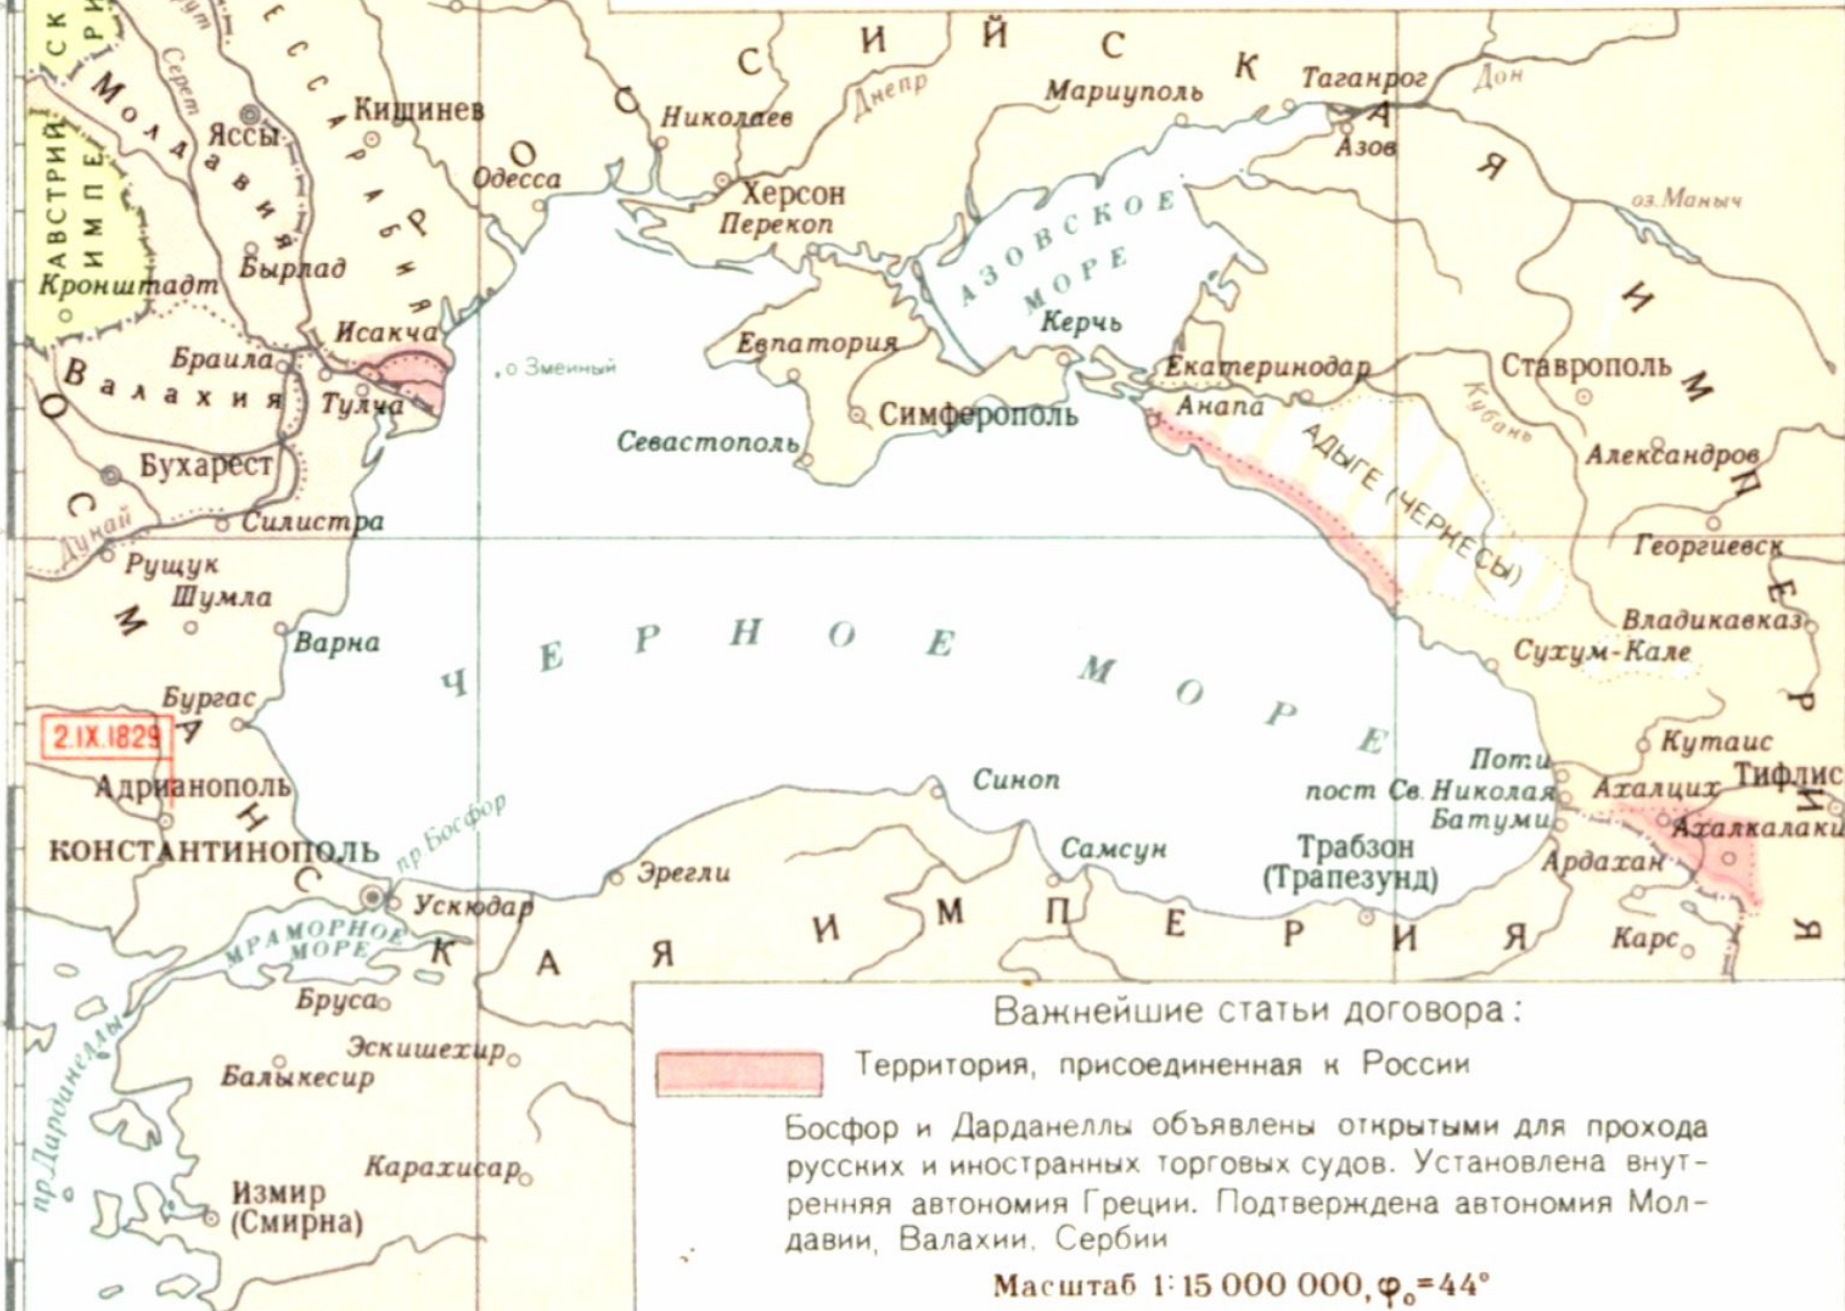 АВСТРИЙСК
ИМПЕРИ
Прут
Серет
Молдавия
Яссы
БЕССАРАБИЯ
Кишинев
РОССИЙСКАЯ
ИМПЕРИЯ
Николаев
Днепр
Мариуполь
Таганрог
Дон
Азов
Одесса
Херсон
Перекоп
АЗОВСКОЕ
МОРЕ
оз. Маныч
Бырлад
Кронштадт
Исакча
Браила
Валахия
Тулча
о Змеиный
Евпатория
Керчь
Екатеринодар
Ставрополь
Анапа
Кубань
Симферополь
Севастополь
АДЫГЕ (ЧЕРКЕСЫ)
Александров
Бухарест
Силистра
Дунай
Рущук
Шумла
Георгиевск
Владикавказ
Сухум-Кале
Варна
ЧЕРНОЕ МОРЕ
Бургас
2.IX.1829
Адрианополь
Кутаис
Поти
Тифлис
Ахалцих
пост Св. Николая
Батуми
Ахалкалаки
Ардахан
Карс
Синоп
Самсун
Трабзон
(Трапезунд)
КОНСТАНТИНОПОЛЬ
пр. Босфор
Эрегли
Ускюдар
МРАМОРНОЕ
МОРЕ
ОСМАНСКАЯ ИМПЕРИЯ
Бруса
Эскишехир
Балыкесир
пр. Дарданеллы
Карахисар
Измир
(Смирна)
Важнейшие статьи договора:
Территория, присоединенная к России
Босфор и Дарданеллы объявлены открытыми для прохода
русских и иностранных торговых судов. Установлена внут-
ренняя автономия Греции. Подтверждена автономия Мол-
давии, Валахии, Сербии
Масштаб 1:15 000 000, φ₀=44°